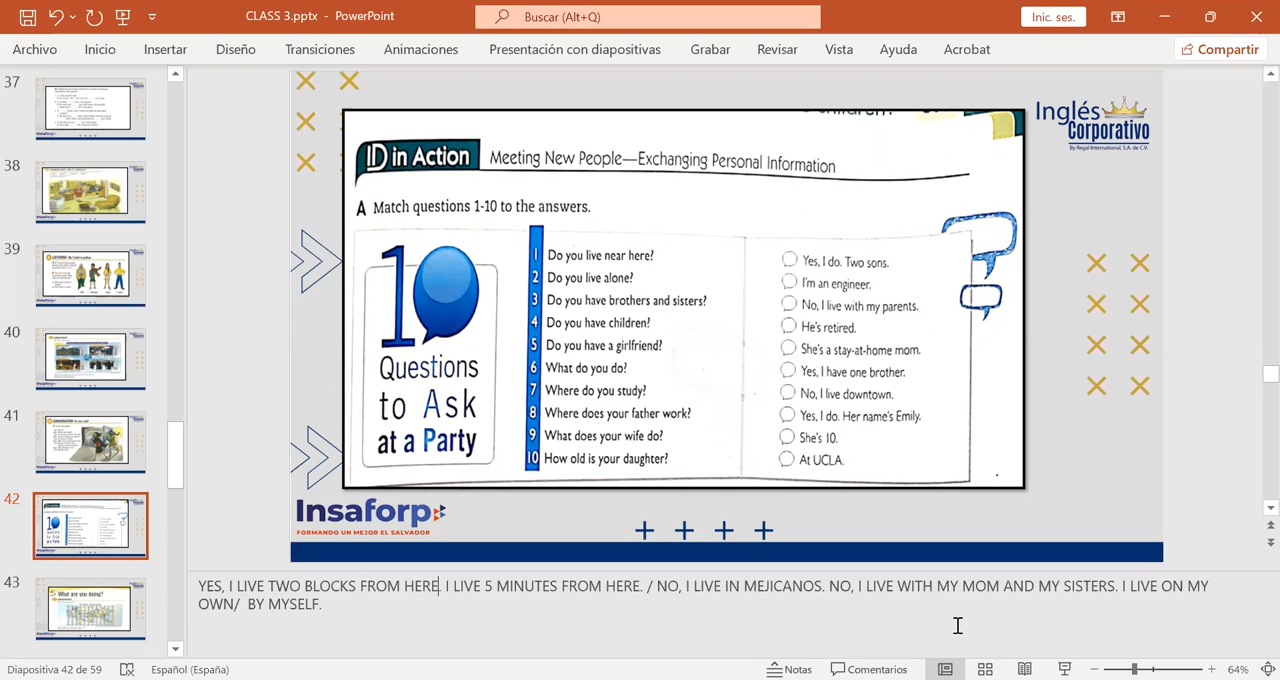 CLASS 3.pptx - PowerPoint
Buscar (Alt+Q)
Inic. ses.
Archivo Inicio Insertar Diseño Transiciones Animaciones Presentación con diapositivas Grabar Revisar Vista Ayuda Acrobat
Compartir
37
38
39
40
41
42
43
Inglés
Corporativo
By Regal International, S.A. de C.V.
ID in Action Meeting New People—Exchanging Personal Information
A Match questions 1-10 to the answers.
10
Questions
to Ask
at a Party
1 Do you live near here?
2 Do you live alone?
3 Do you have brothers and sisters?
4 Do you have children?
5 Do you have a girlfriend?
6 What do you do?
7 Where do you study?
8 Where does your father work?
9 What does your wife do?
10 How old is your daughter?
Yes, I do. Two sons.
I'm an engineer.
No, I live with my parents.
He's retired.
She's a stay-at-home mom.
Yes, I have one brother.
No, I live downtown.
Yes, I do. Her name's Emily.
She's 10.
At UCLA.
Insaforp
FORMANDO UN MEJOR EL SALVADOR
YES, I LIVE TWO BLOCKS FROM HERE I LIVE 5 MINUTES FROM HERE. / NO, I LIVE IN MEJICANOS. NO, I LIVE WITH MY MOM AND MY SISTERS. I LIVE ON MY
OWN/ BY MYSELF.
Diapositiva 42 de 59 Español (España) Notas Comentarios 64%